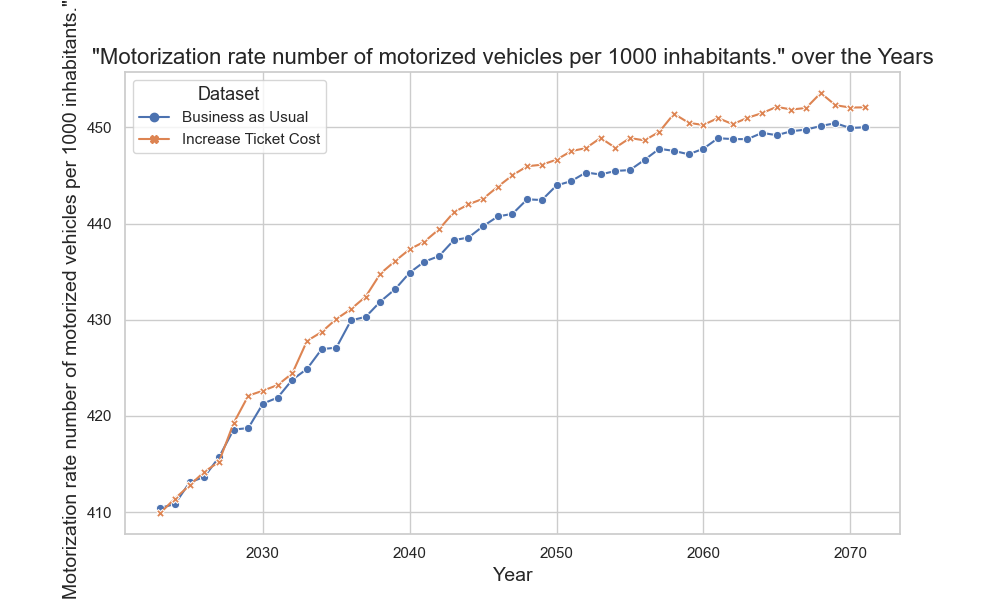 "Motorization rate number of motorized vehicles per 1000 inhabitants." over the Years
Motorization rate number of motorized vehicles per 1000 inhabitants."
Dataset
Business as Usual
Increase Ticket Cost
450
440
430
420
410
2030
2040
2050
2060
2070
Year